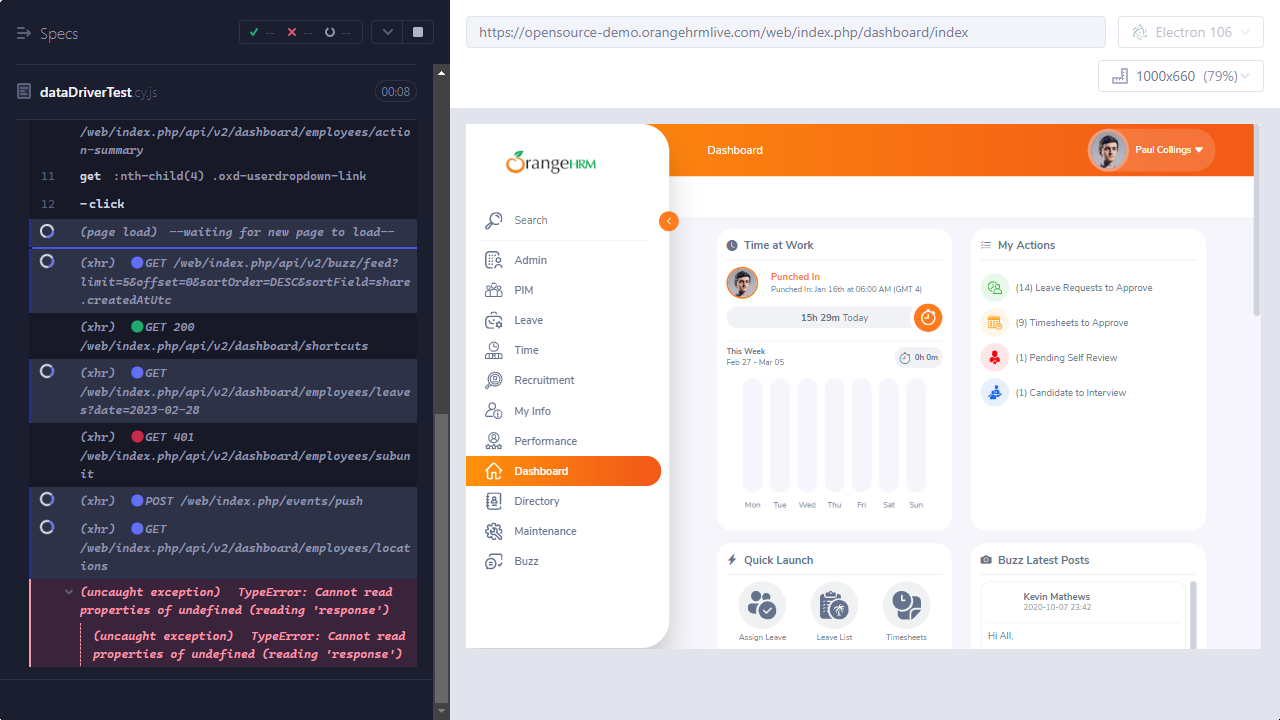 Specs
--
--
--
dataDriverTest.cy.js
00:08
/web/index.php/api/v2/dashboard/employees/actio
n-summary
11 get :nth-child(4) .oxd-userdropdown-link
12 -click
(page load) --waiting for new page to load--
(xhr) GET /web/index.php/api/v2/buzz/feed?
limit=5&offset=0&sortOrder=DESC&sortField=share
.createdAtUtc
(xhr) GET 200
/web/index.php/api/v2/dashboard/shortcuts
(xhr) GET
/web/index.php/api/v2/dashboard/employees/leave
s?date=2023-02-28
(xhr) GET 401
/web/index.php/api/v2/dashboard/employees/subun
it
(xhr) POST /web/index.php/events/push
(xhr) GET
/web/index.php/api/v2/dashboard/employees/locat
ions
(uncaught exception) TypeError: Cannot read
properties of undefined (reading 'response')
(uncaught exception) TypeError: Cannot read
properties of undefined (reading 'response')
https://opensource-demo.orangehrmlive.com/web/index.php/dashboard/index
Electron 106
1000x660 (79%)
OrangeHRM
Search
Admin
PIM
Leave
Time
Recruitment
My Info
Performance
Dashboard
Directory
Maintenance
Buzz
Dashboard
Paul Collings
Time at Work
Punched In
Punched In: Jan 16th at 06:00 AM (GMT 4)
15h 29m Today
This Week
Feb 27 - Mar 05
0h 0m
Mon Tue Wed Thu Fri Sat Sun
My Actions
(14) Leave Requests to Approve
(9) Timesheets to Approve
(1) Pending Self Review
(1) Candidate to Interview
Quick Launch
Assign Leave
Leave List
Timesheets
Buzz Latest Posts
Kevin Mathews
2020-10-07 23:42
Hi All,